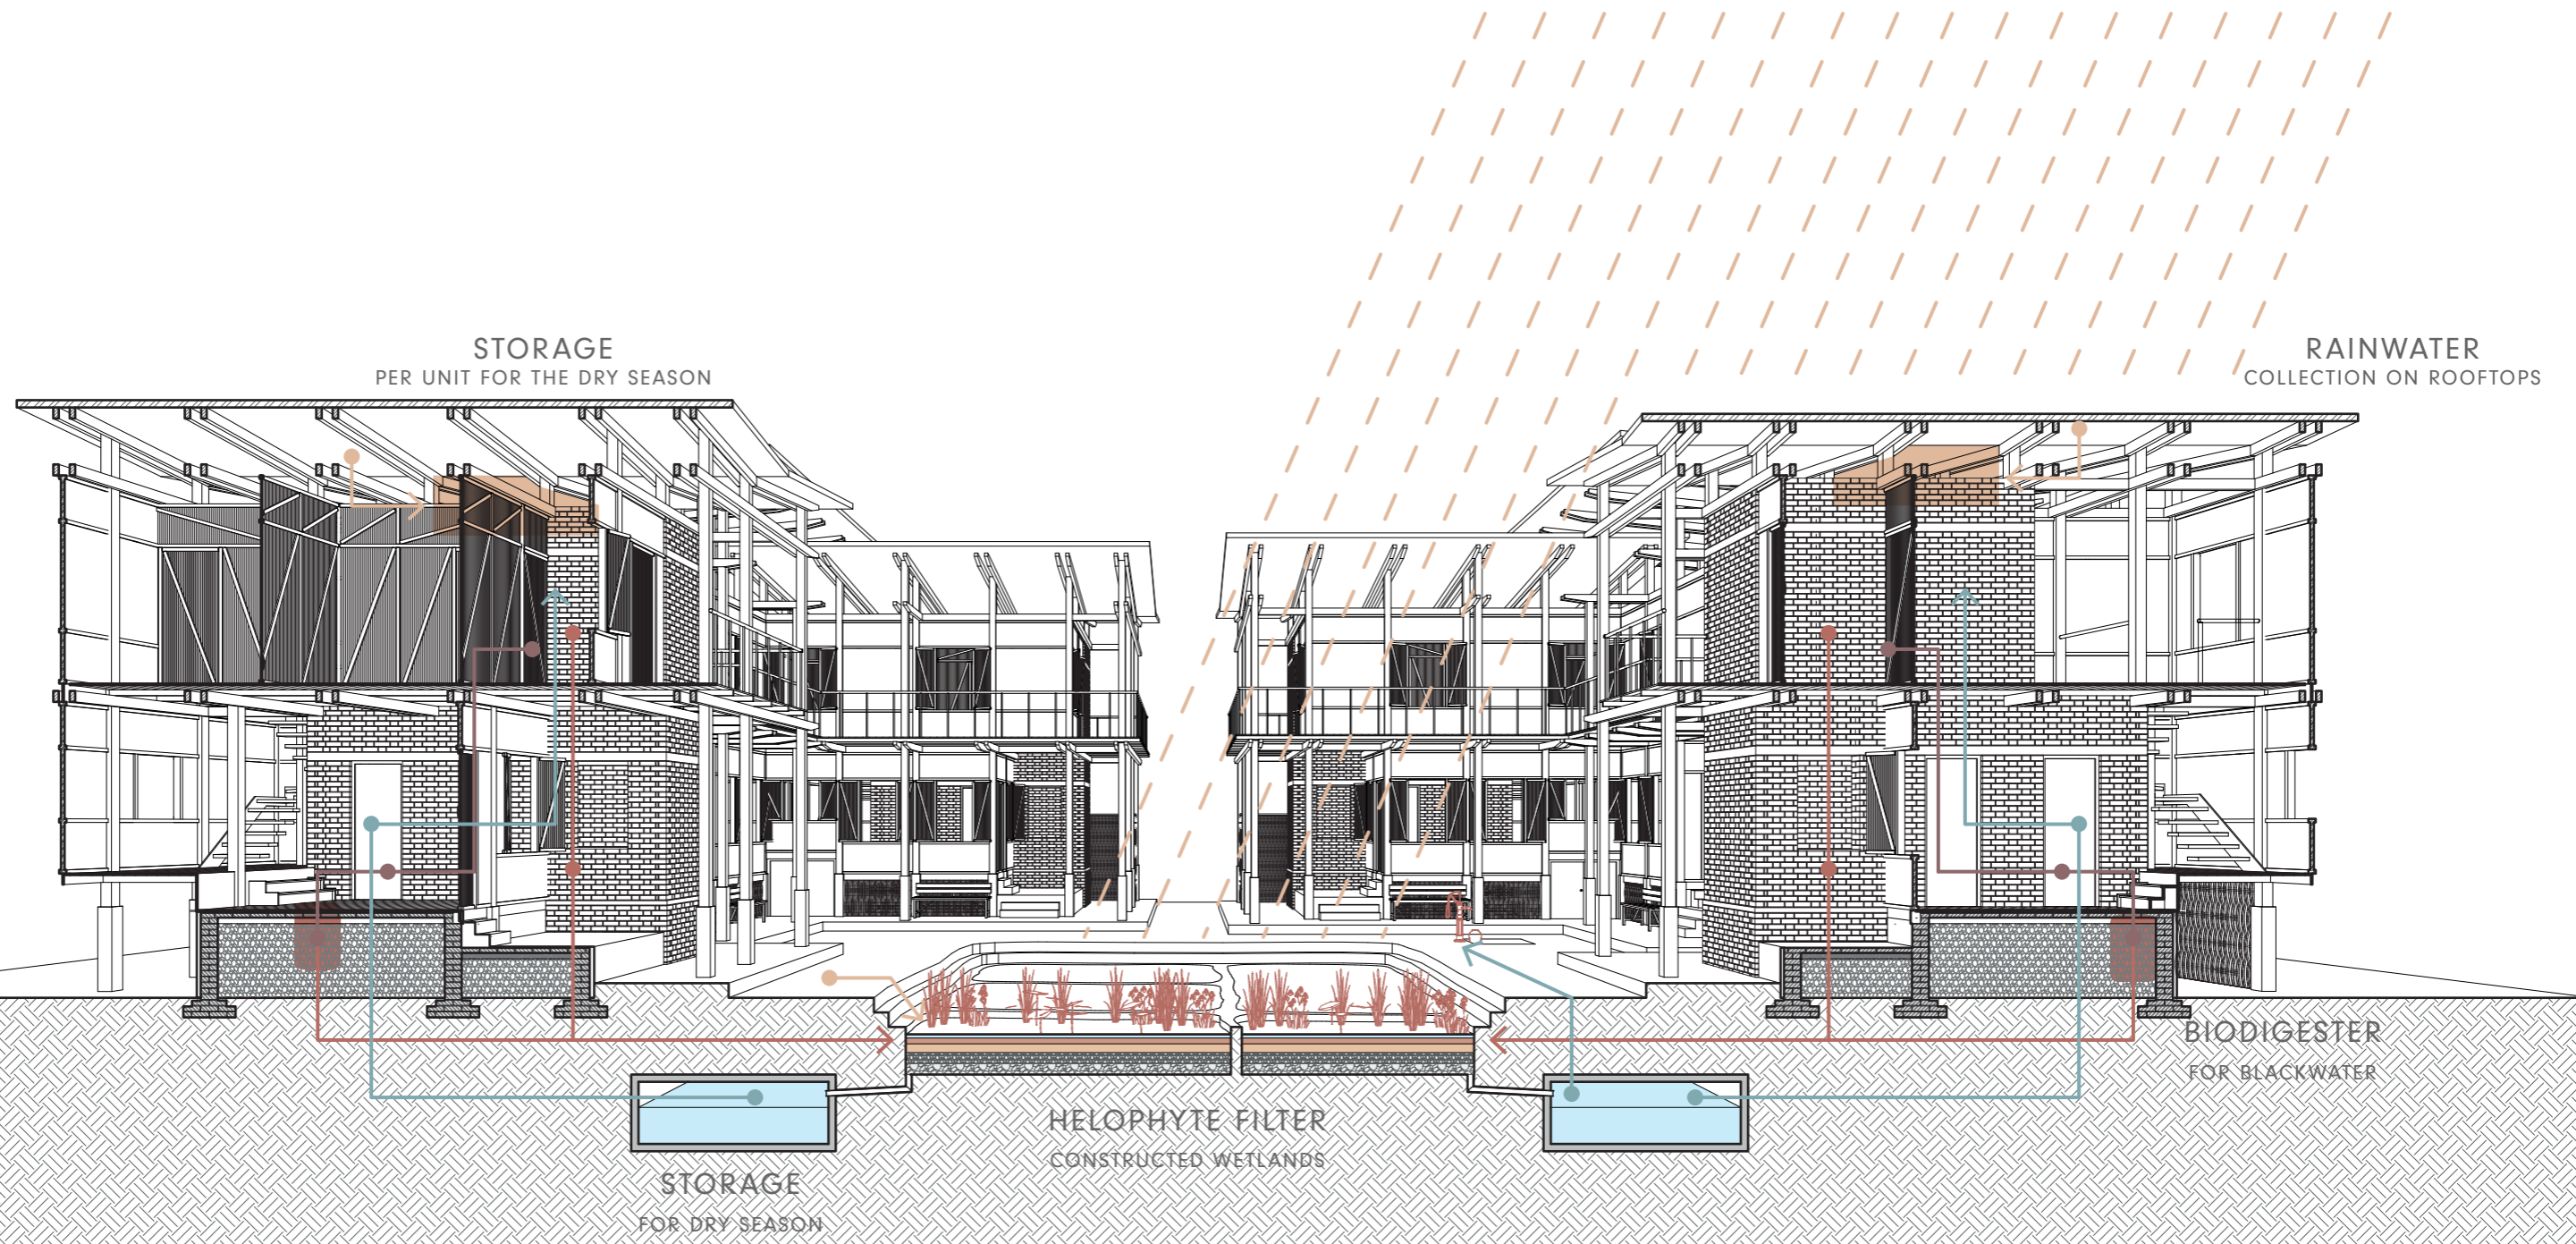 STORAGE
PER UNIT FOR THE DRY SEASON
RAINWATER
COLLECTION ON ROOFTOPS
BIODIGESTER
FOR BLACKWATER
HELOPHYTE FILTER
CONSTRUCTED WETLANDS
STORAGE
FOR DRY SEASON